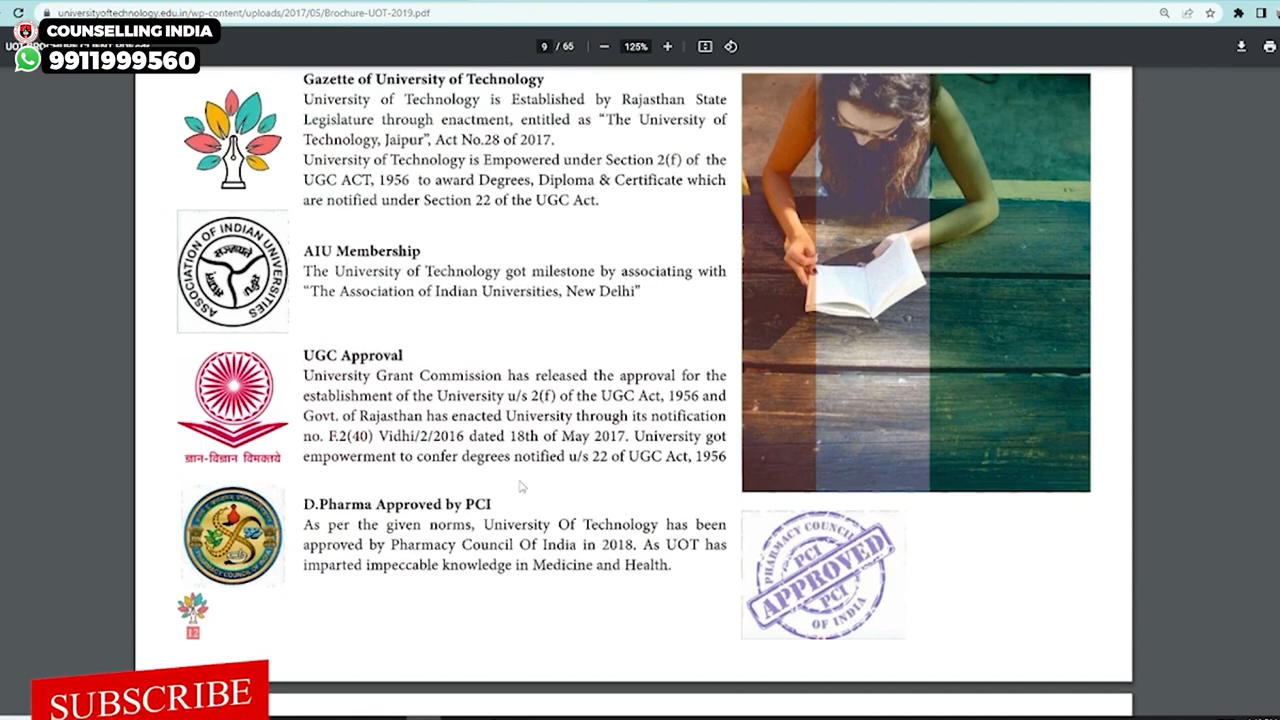 universityoftechnology.edu.in/wp-content/uploads/2017/05/Brochure-UOT-2019.pdf
COUNSELLING INDIA
9911999560
9 / 65
125%
Gazette of University of Technology
University of Technology is Established by Rajasthan State
Legislature through enactment, entitled as “The University of
Technology, Jaipur”, Act No.28 of 2017.
University of Technology is Empowered under Section 2(f) of the
UGC ACT, 1956 to award Degrees, Diploma & Certificate which
are notified under Section 22 of the UGC Act.
ASSOCIATION OF INDIAN UNIVERSITIES
AIU Membership
The University of Technology got milestone by associating with
“The Association of Indian Universities, New Delhi”
UGC Approval
University Grant Commission has released the approval for the
establishment of the University u/s 2(f) of the UGC Act, 1956 and
Govt. of Rajasthan has enacted University through its notification
no. F.2(40) Vidhi/2/2016 dated 18th of May 2017. University got
empowerment to confer degrees notified u/s 22 of UGC Act, 1956
ज्ञान-विज्ञान विमुक्तये
D.Pharma Approved by PCI
As per the given norms, University Of Technology has been
approved by Pharmacy Council Of India in 2018. As UOT has
imparted impeccable knowledge in Medicine and Health.
PHARMACY COUNCIL
PCI
APPROVED
PCI
OF INDIA
12
SUBSCRIBE